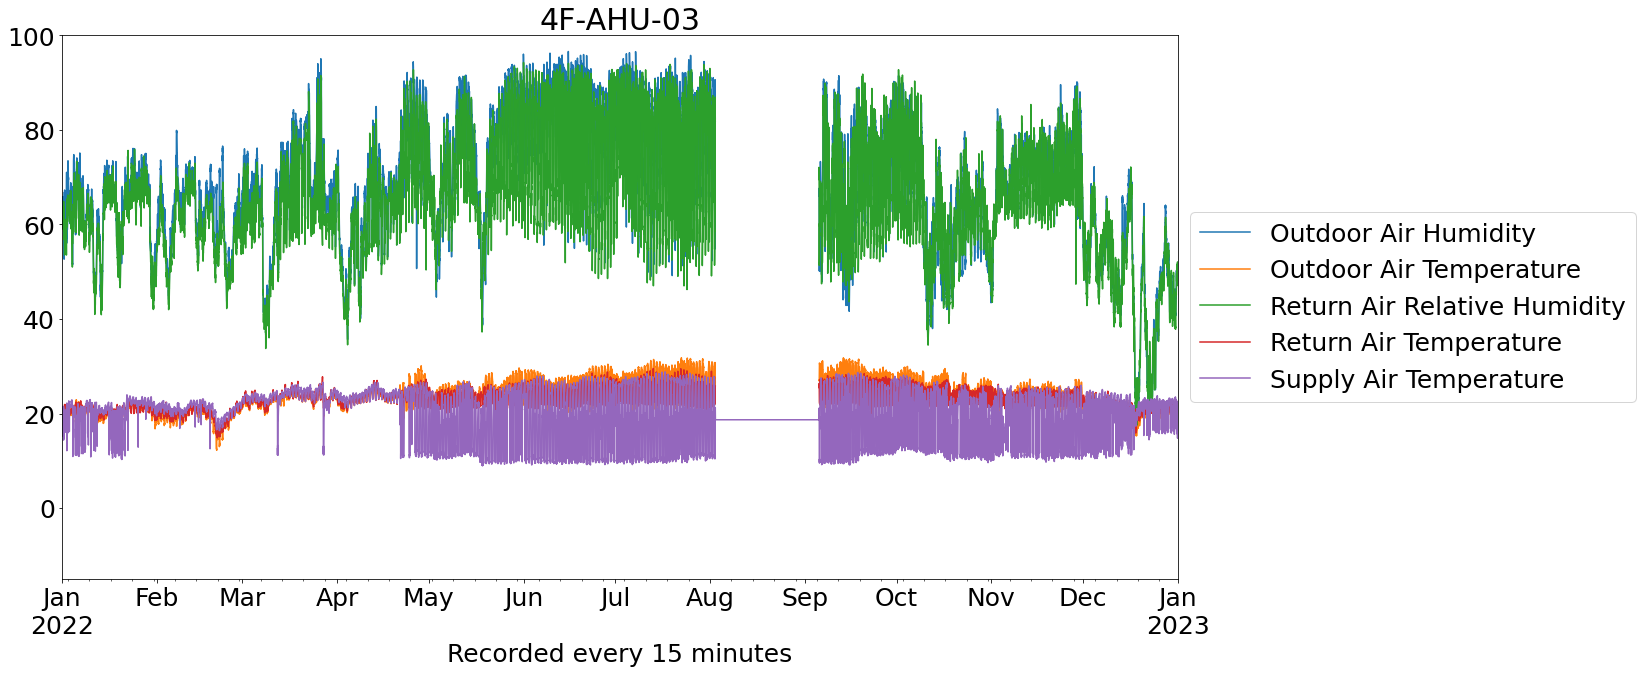 4F-AHU-03
100
80
60
40
20
0
Jan Feb Mar Apr May Jun Jul Aug Sep Oct Nov Dec Jan
2022 2023
Recorded every 15 minutes
Outdoor Air Humidity
Outdoor Air Temperature
Return Air Relative Humidity
Return Air Temperature
Supply Air Temperature